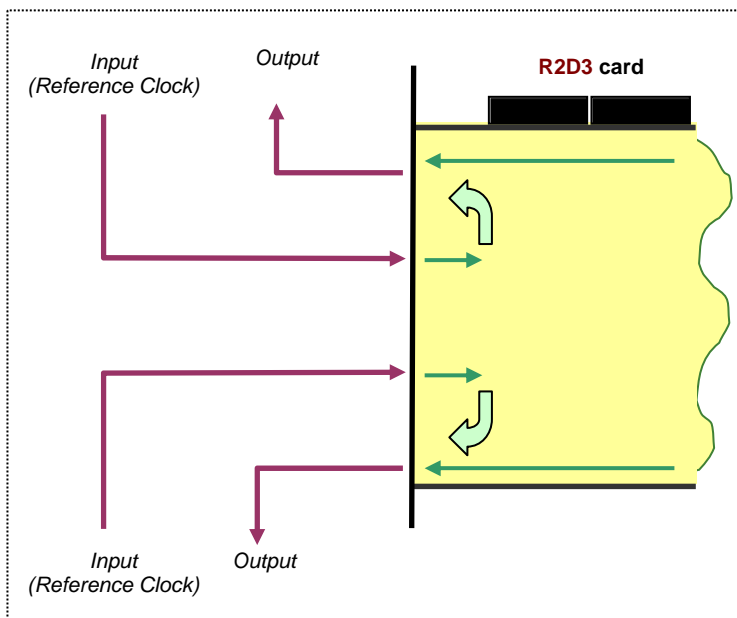 Input
(Reference Clock)
Output
R2D3 card
Input
(Reference Clock)
Output